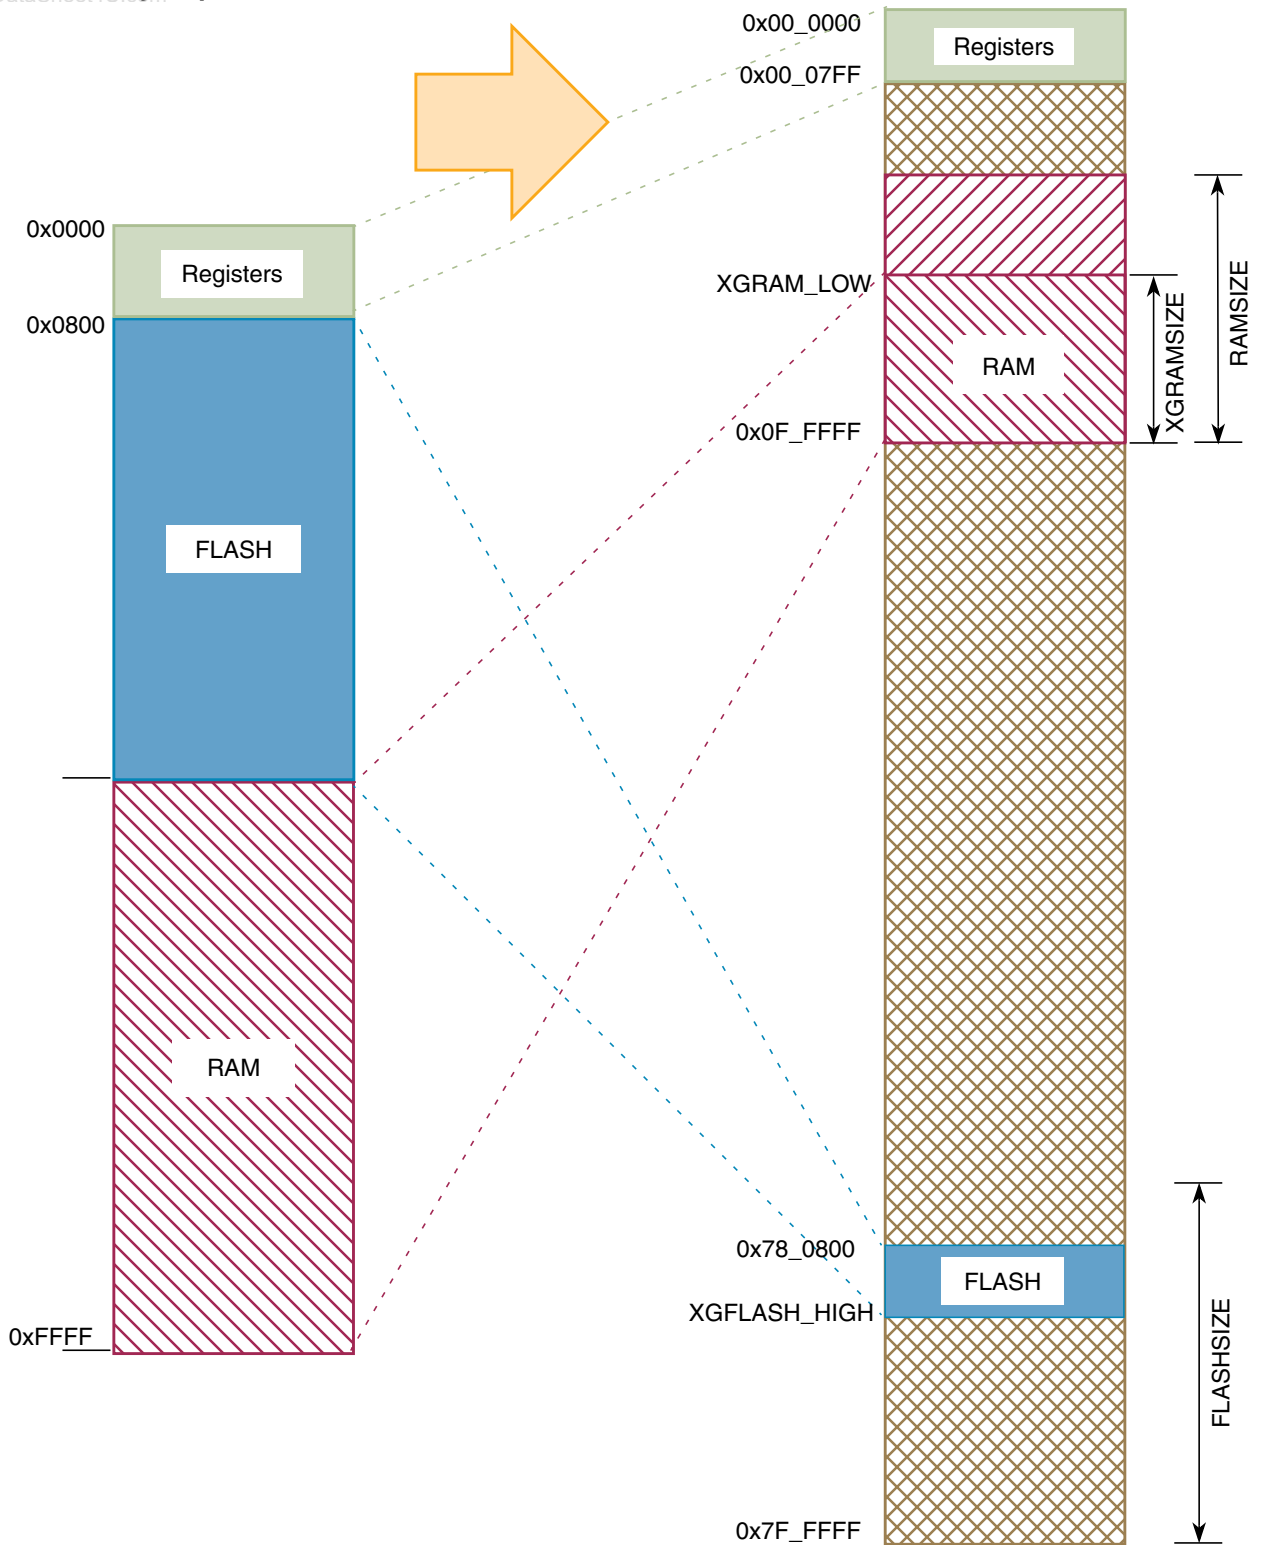 0x00_0000
Registers
0x00_07FF
0x0000
Registers
0x0800
XGRAM_LOW
RAM
XGRAMSIZE
RAMSIZE
0x0F_FFFF
FLASH
RAM
0x78_0800
FLASH
XGFLASH_HIGH
0xFFFF
FLASHSIZE
0x7F_FFFF